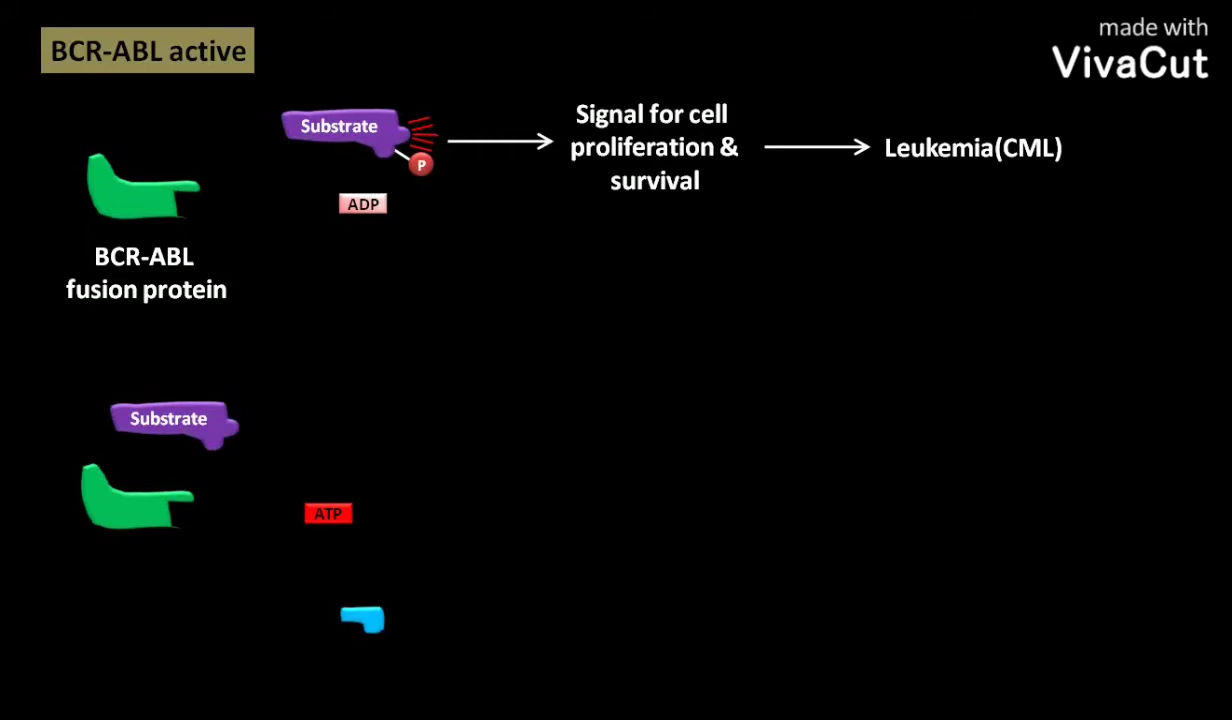 BCR-ABL active
made with
VivaCut
Substrate
P
ADP
Signal for cell
proliferation &
survival
Leukemia(CML)
BCR-ABL
fusion protein
Substrate
ATP